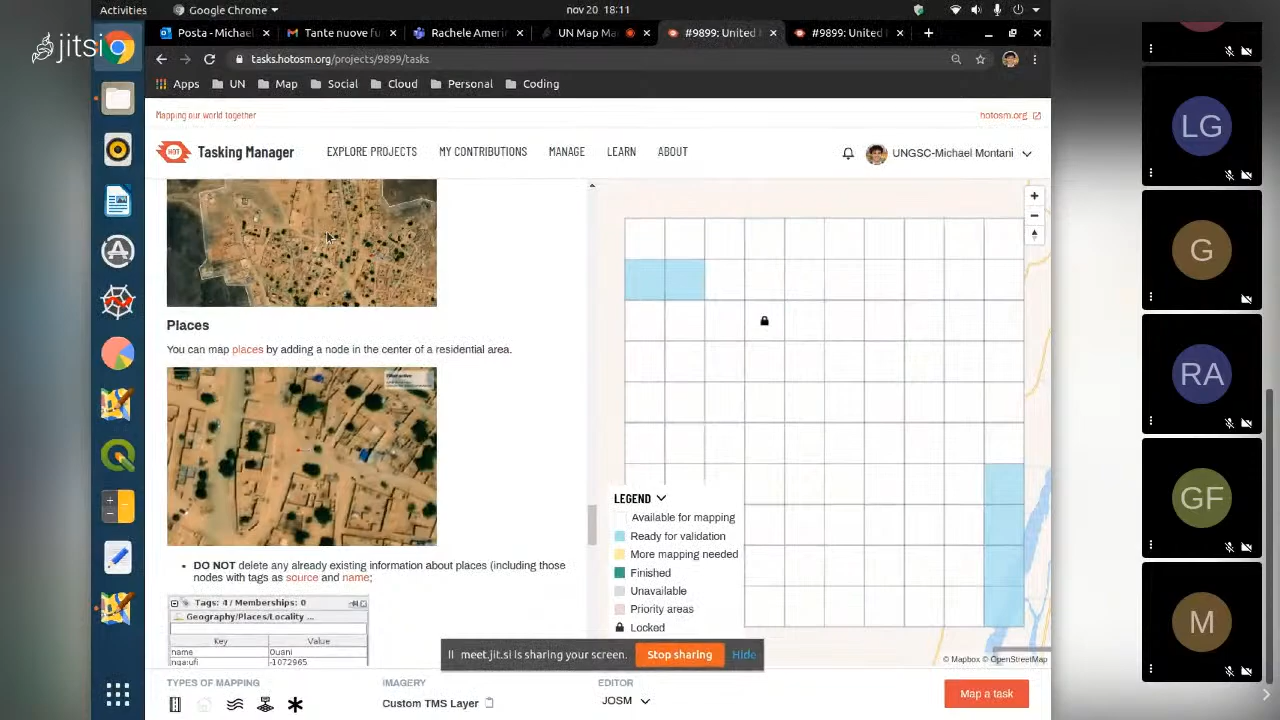 Activities
Google Chrome
nov 20 18:11
jitsi
Posta - Michael
Tante nuove fu
Rachele Ameri
UN Map Ma
#9899: United
#9899: United
tasks.hotosm.org/projects/9899/tasks
Apps
UN
Map
Social
Cloud
Personal
Coding
Mapping our world together
hotosm.org
HOT
Tasking Manager
EXPLORE PROJECTS
MY CONTRIBUTIONS
MANAGE
LEARN
ABOUT
UNGSC-Michael Montani
Places
You can map places by adding a node in the center of a residential area.
DO NOT delete any already existing information about places (including those
nodes with tags as source and name;
Tags: 4 / Memberships: 0
Geography/Places/Locality ...
Key Value
name Ouani
nga:ufi -1072965
LEGEND
Available for mapping
Ready for validation
More mapping needed
Finished
Unavailable
Priority areas
Locked
© Mapbox © OpenStreetMap
meet.jit.si is sharing your screen.
Stop sharing
Hide
TYPES OF MAPPING
IMAGERY
Custom TMS Layer
EDITOR
JOSM
Map a task
LG
G
RA
GF
M